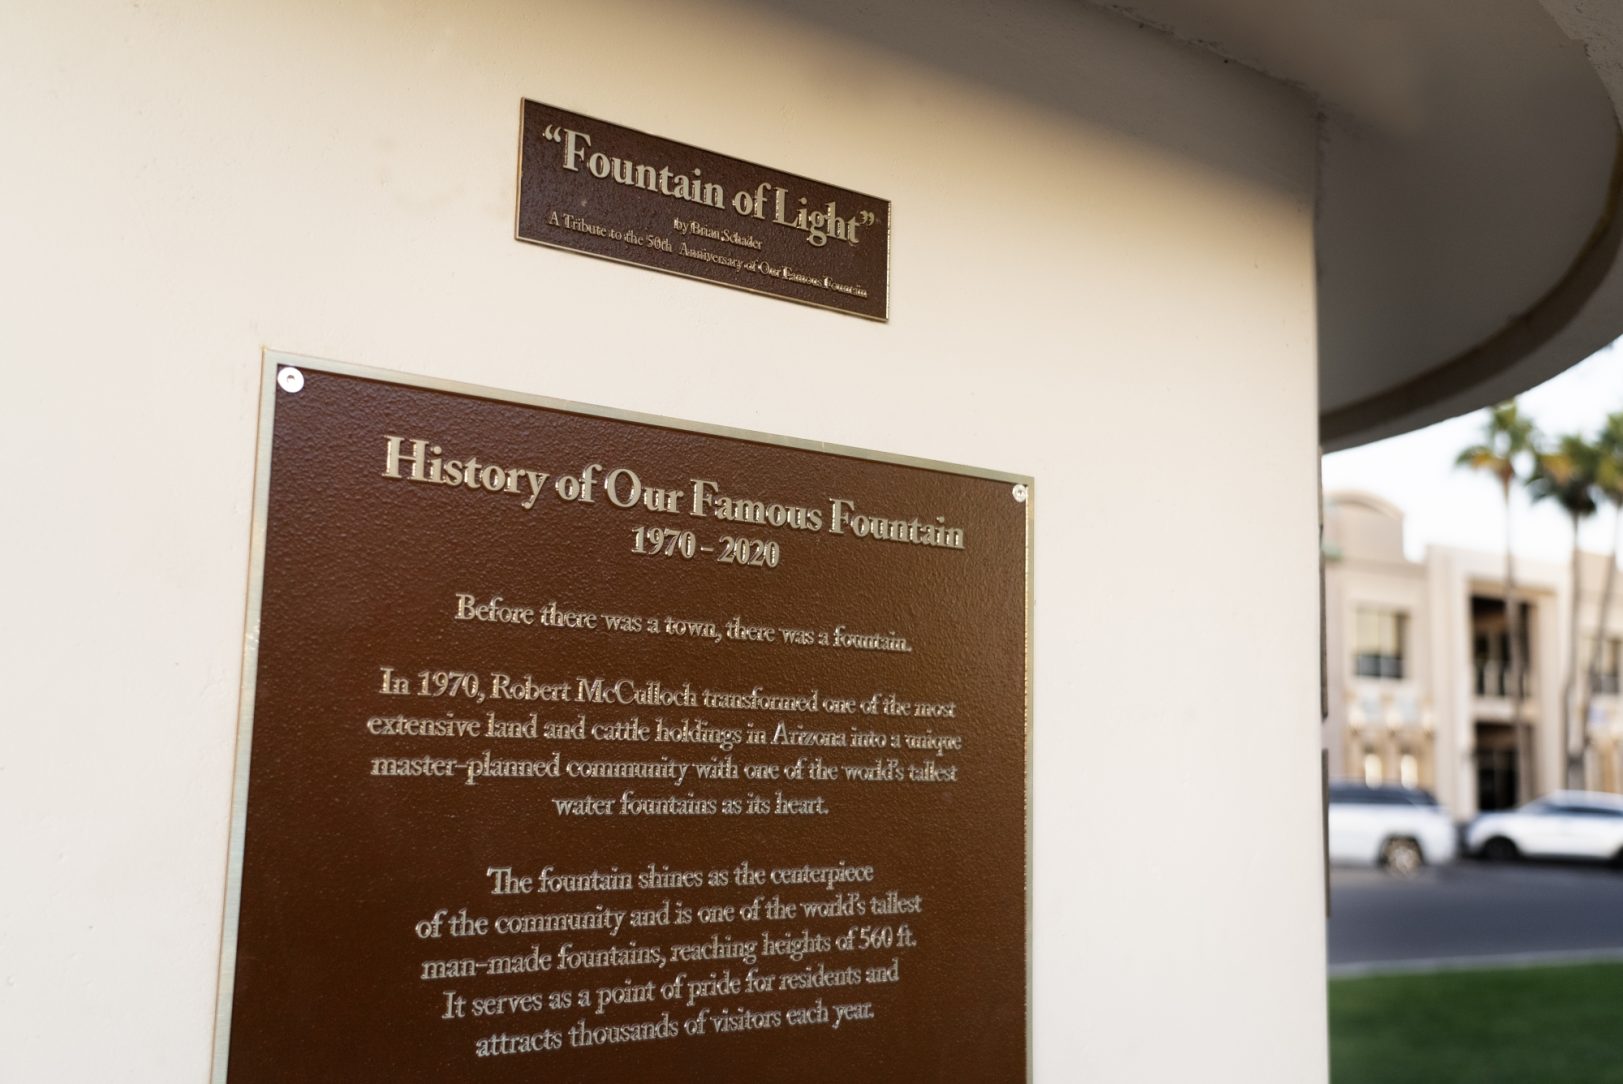 “Fountain of Light”
by Brian Schader
A Tribute to the 50th Anniversary of Our Famous Fountain
History of Our Famous Fountain
1970 - 2020
Before there was a town, there was a fountain.
In 1970, Robert McCulloch transformed one of the most
extensive land and cattle holdings in Arizona into a unique
master-planned community with one of the world's tallest
water fountains as its heart.
The fountain shines as the centerpiece
of the community and is one of the world's tallest
man-made fountains, reaching heights of 560 ft.
It serves as a point of pride for residents and
attracts thousands of visitors each year.